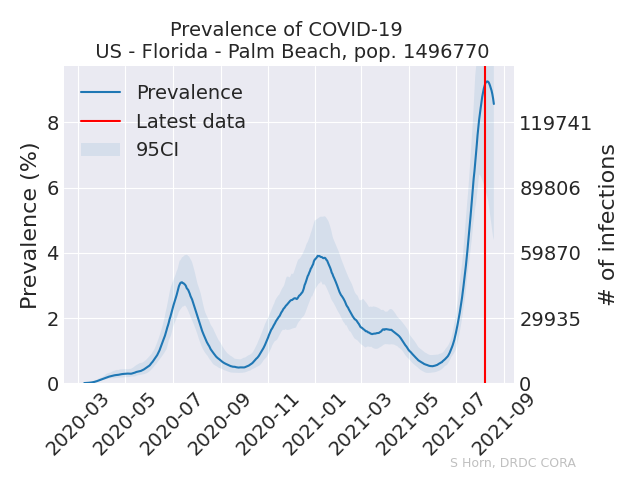 Prevalence of COVID-19
US - Florida - Palm Beach, pop. 1496770
Prevalence
Latest data
95CI
Prevalence (%)
8
6
4
2
0
119741
89806
59870
29935
0
# of infections
2020-03
2020-05
2020-07
2020-09
2020-11
2021-01
2021-03
2021-05
2021-07
2021-09
S Horn, DRDC CORA